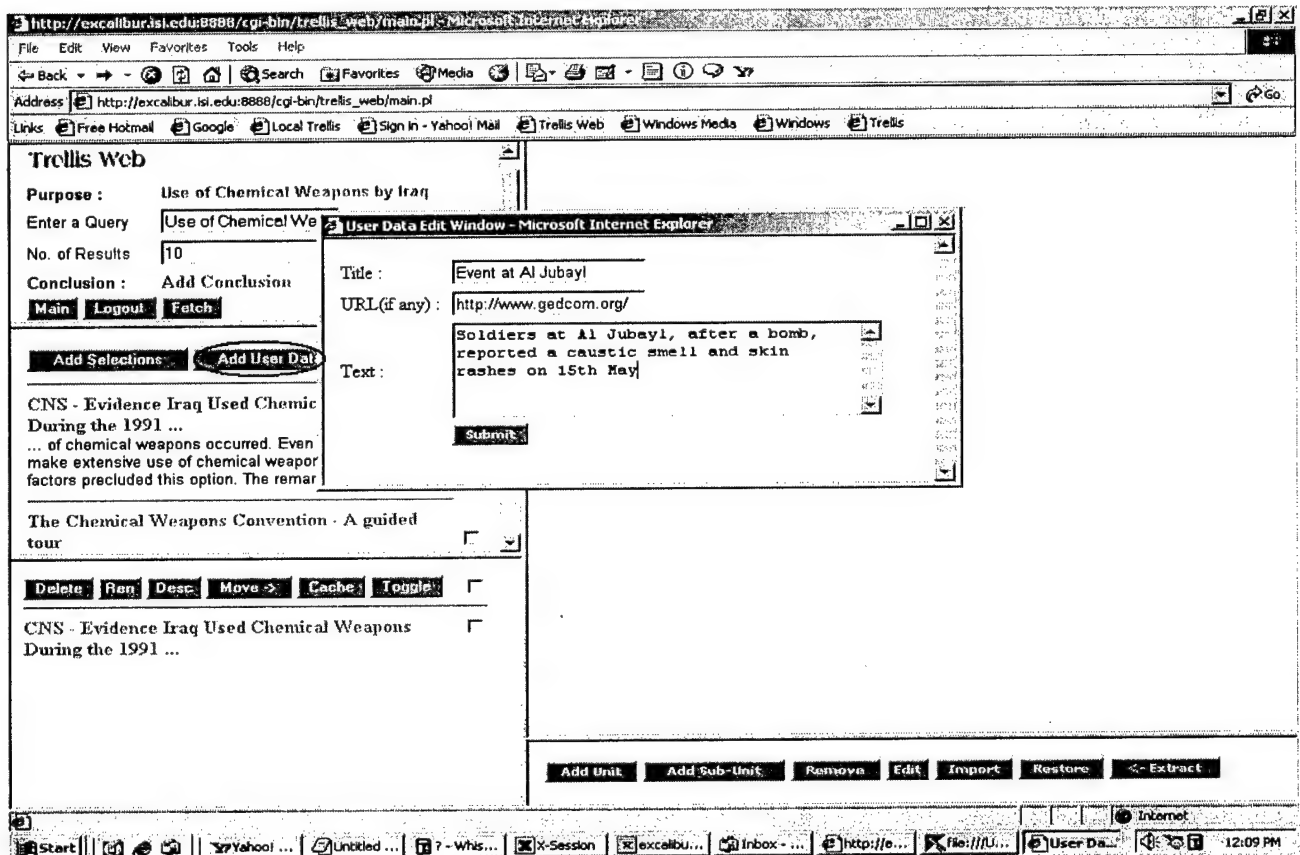 http://excalibur.isi.edu:8888/cgi-bin/trellis_web/main.pl - Microsoft Internet Explorer
File Edit View Favorites Tools Help
Back Search Favorites Media
Address http://excalibur.isi.edu:8888/cgi-bin/trellis_web/main.pl Go
Links Free Hotmail Google Local Trellis Sign in - Yahoo! Mail Trellis Web Windows Media Windows Trellis
Trellis Web
Purpose : Use of Chemical Weapons by Iraq
Enter a Query Use of Chemical We
No. of Results 10
Conclusion : Add Conclusion
Main Logout Fetch
Add Selections Add User Dat
CNS - Evidence Iraq Used Chemic
During the 1991 ...
... of chemical weapons occurred. Even
make extensive use of chemical weapor
factors precluded this option. The remar
The Chemical Weapons Convention - A guided
tour
User Data Edit Window - Microsoft Internet Explorer
Title : Event at Al Jubayl
URL(if any) : http://www.gedcom.org/
Text : Soldiers at Al Jubayl, after a bomb,
reported a caustic smell and skin
rashes on 15th May
Submit
Delete Ren Desc Move -> Cache Toggle
CNS - Evidence Iraq Used Chemical Weapons
During the 1991 ...
Add Unit Add Sub-Unit Remove Edit Import Restore <- Extract
Internet
Start Yahoo! ... Untitled ... ? - Whis... X-Session excalibu... Inbox - ... http://e... file:///U... User Da... 12:09 PM